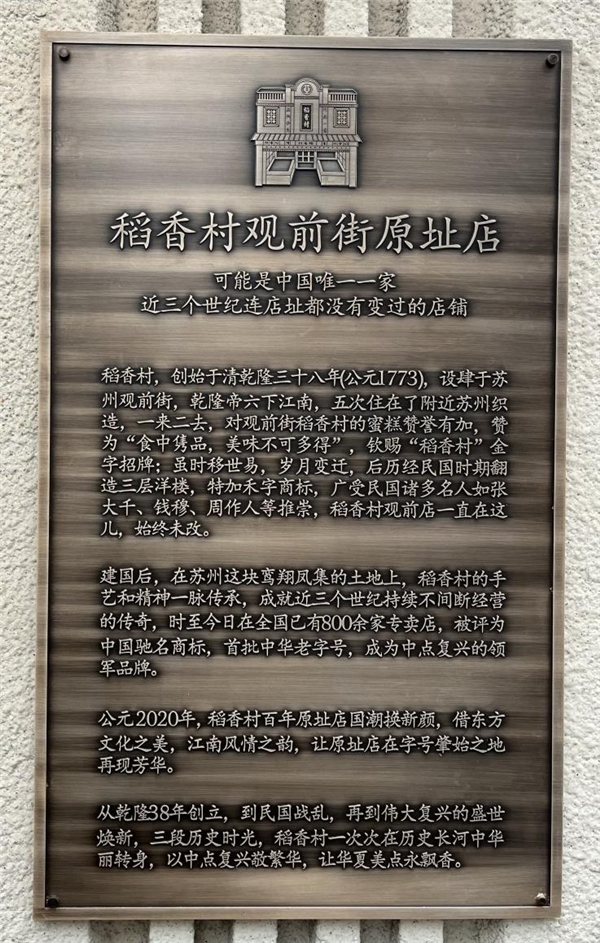 稻香村
稻香村观前街原址店
可能是中国唯一一家
近三个世纪连店址都没有变过的店铺
稻香村，创始于清乾隆三十八年(公元1773)，设肆于苏
州观前街，乾隆帝六下江南，五次住在了附近苏州织
造，一来二去，对观前街稻香村的蜜糕赞誉有加，赞
为“食中隽品，美味不可多得”，钦赐“稻香村”金
字招牌；虽时移世易，岁月变迁，后历经民国时期翻
造三层洋楼，特加禾字商标，广受民国诸多名人如张
大千、钱穆、周作人等推崇，稻香村观前店一直在这
儿，始终未改。
建国后，在苏州这块鸾翔凤集的土地上，稻香村的手
艺和精神一脉传承，成就近三个世纪持续不间断经营
的传奇，时至今日在全国已有800余家专卖店，被评为
中国驰名商标，首批中华老字号，成为中点复兴的领
军品牌。
公元2020年，稻香村百年原址店国潮换新颜，借东方
文化之美，江南风情之韵，让原址店在字号肇始之地
再现芳华。
从乾隆38年创立，到民国战乱，再到伟大复兴的盛世
焕新，三段历史时光，稻香村一次次在历史长河中华
丽转身，以中点复兴敬繁华，让华夏美点永飘香。